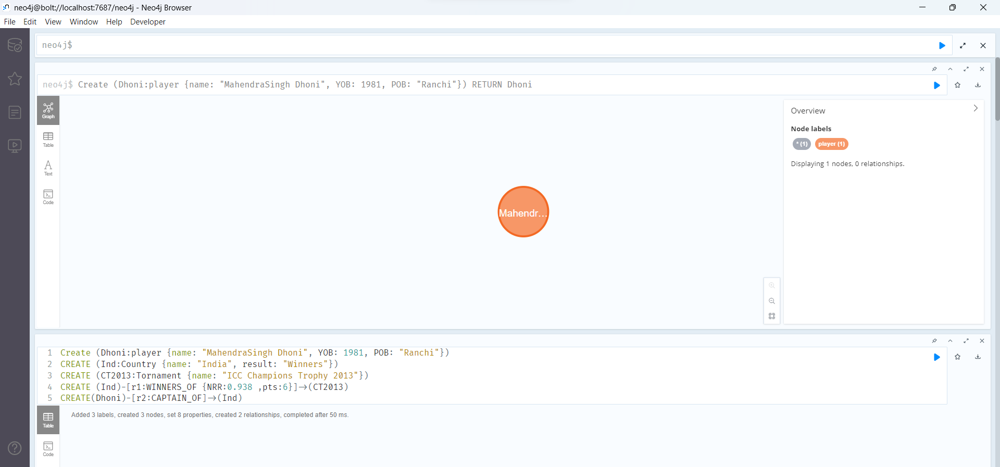 neo4j@bolt://localhost:7687/neo4j - Neo4j Browser
File Edit View Window Help Developer
neo4j$
neo4j$ Create (Dhoni:player {name: "MahendraSingh Dhoni", YOB: 1981, POB: "Ranchi"}) RETURN Dhoni
Graph
Table
Text
Code
Mahendr...
Overview
Node labels
* (1) player (1)
Displaying 1 nodes, 0 relationships.
1 Create (Dhoni:player {name: "MahendraSingh Dhoni", YOB: 1981, POB: "Ranchi"})
2 CREATE (Ind:Country {name: "India", result: "Winners"})
3 CREATE (CT2013:Tornament {name: "ICC Champions Trophy 2013"})
4 CREATE (Ind)-[r1:WINNERS_OF {NRR:0.938 ,pts:6}]->(CT2013)
5 CREATE(Dhoni)-[r2:CAPTAIN_OF]->(Ind)
Table
Added 3 labels, created 3 nodes, set 8 properties, created 2 relationships, completed after 50 ms.
Code